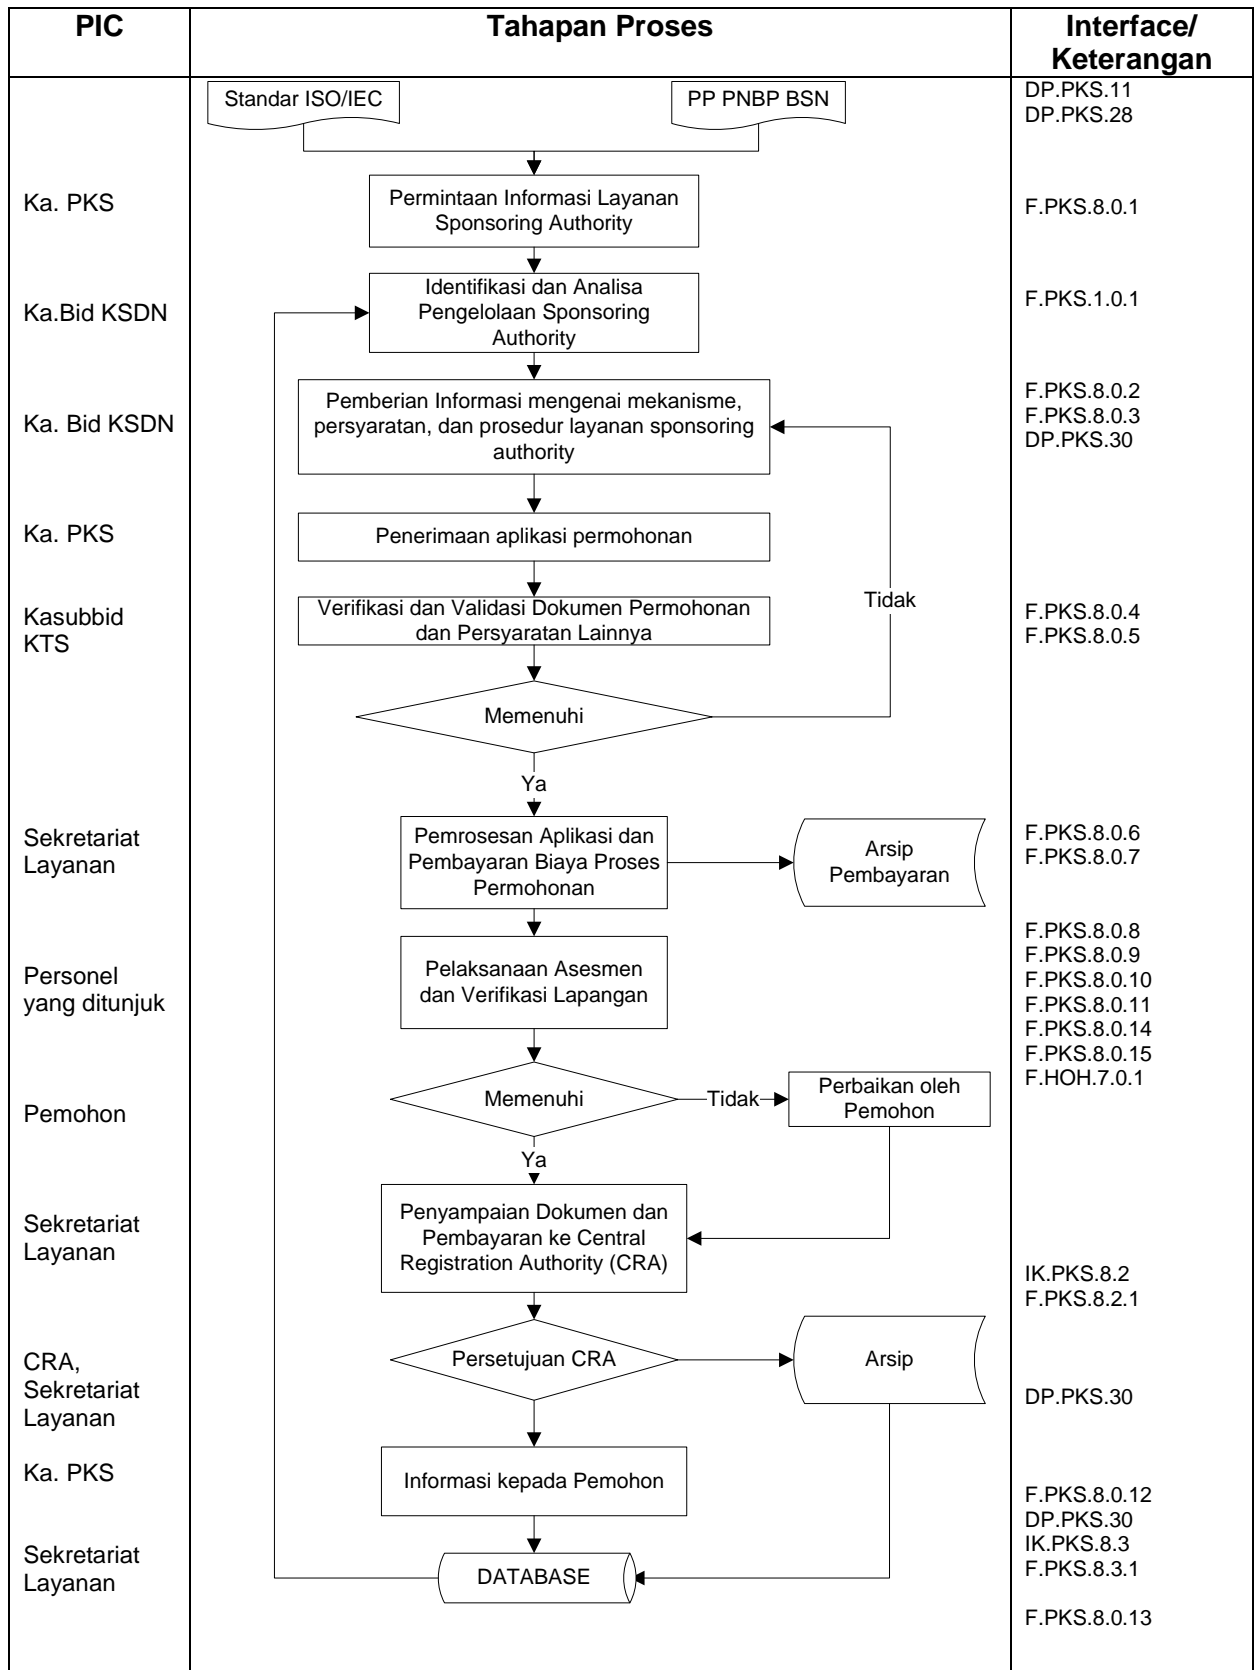 PIC
Tahapan Proses
Interface/
Keterangan
Standar ISO/IEC
PP PNBP BSN
DP.PKS.11
DP.PKS.28
Ka. PKS
Permintaan Informasi Layanan
Sponsoring Authority
F.PKS.8.0.1
Ka.Bid KSDN
Identifikasi dan Analisa
Pengelolaan Sponsoring
Authority
F.PKS.1.0.1
Ka. Bid KSDN
Pemberian Informasi mengenai mekanisme,
persyaratan, dan prosedur layanan sponsoring
authority
F.PKS.8.0.2
F.PKS.8.0.3
DP.PKS.30
Ka. PKS
Penerimaan aplikasi permohonan
Kasubbid
KTS
Verifikasi dan Validasi Dokumen Permohonan
dan Persyaratan Lainnya
Tidak
F.PKS.8.0.4
F.PKS.8.0.5
Memenuhi
Ya
Sekretariat
Layanan
Pemrosesan Aplikasi dan
Pembayaran Biaya Proses
Permohonan
Arsip
Pembayaran
F.PKS.8.0.6
F.PKS.8.0.7
Personel
yang ditunjuk
Pelaksanaan Asesmen
dan Verifikasi Lapangan
F.PKS.8.0.8
F.PKS.8.0.9
F.PKS.8.0.10
F.PKS.8.0.11
F.PKS.8.0.14
F.PKS.8.0.15
F.HOH.7.0.1
Pemohon
Memenuhi
Tidak
Perbaikan oleh
Pemohon
Ya
Sekretariat
Layanan
Penyampaian Dokumen dan
Pembayaran ke Central
Registration Authority (CRA)
IK.PKS.8.2
F.PKS.8.2.1
CRA,
Sekretariat
Layanan
Persetujuan CRA
Arsip
DP.PKS.30
Ka. PKS
Informasi kepada Pemohon
F.PKS.8.0.12
DP.PKS.30
IK.PKS.8.3
F.PKS.8.3.1
Sekretariat
Layanan
DATABASE
F.PKS.8.0.13